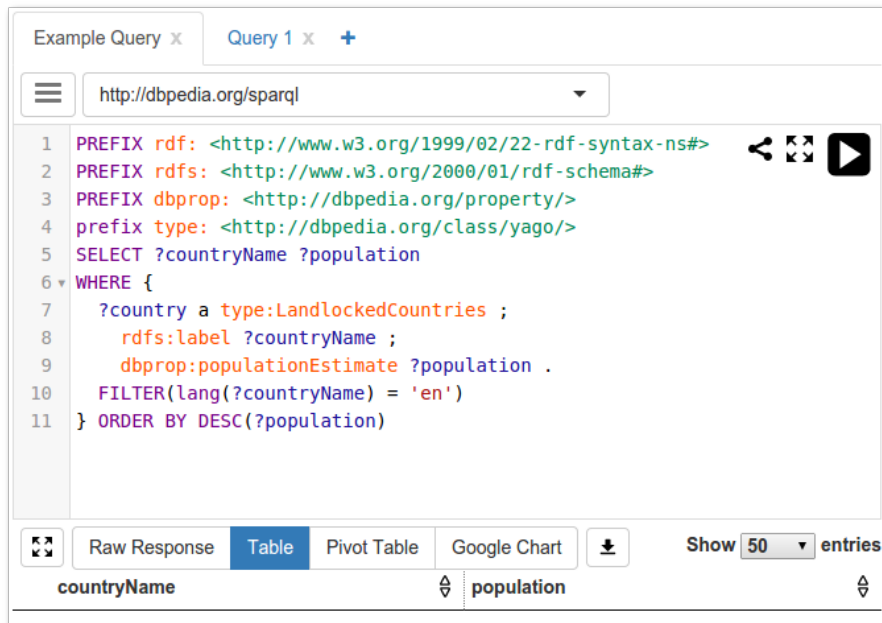 Example Query x Query 1 x +
http://dbpedia.org/sparql
1 PREFIX rdf: <http://www.w3.org/1999/02/22-rdf-syntax-ns#>
2 PREFIX rdfs: <http://www.w3.org/2000/01/rdf-schema#>
3 PREFIX dbprop: <http://dbpedia.org/property/>
4 prefix type: <http://dbpedia.org/class/yago/>
5 SELECT ?countryName ?population
6 WHERE {
7 ?country a type:LandlockedCountries ;
8 rdfs:label ?countryName ;
9 dbprop:populationEstimate ?population .
10 FILTER(lang(?countryName) = 'en')
11 } ORDER BY DESC(?population)
Raw Response Table Pivot Table Google Chart Show 50 entries
countryName population